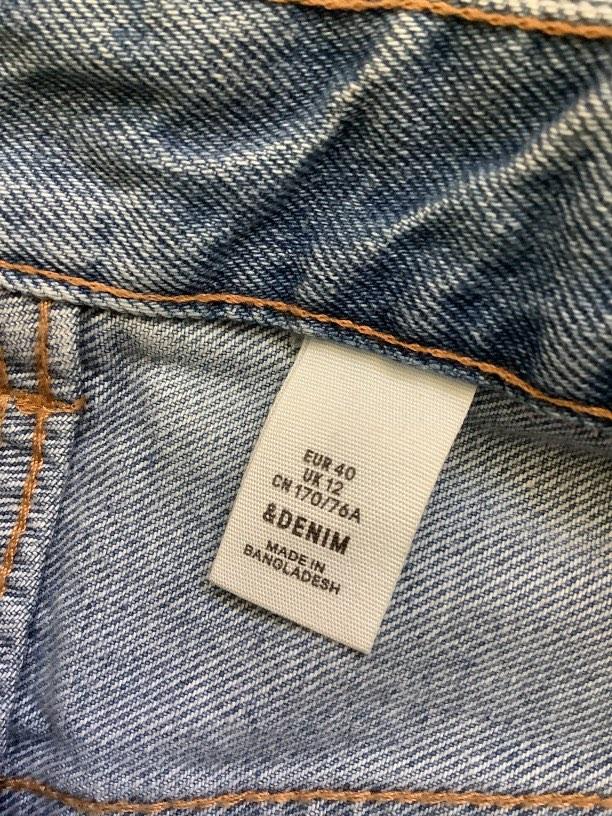 EUR 40
UK 12
CN 170/76A
&DENIM
MADE IN
BANGLADESH